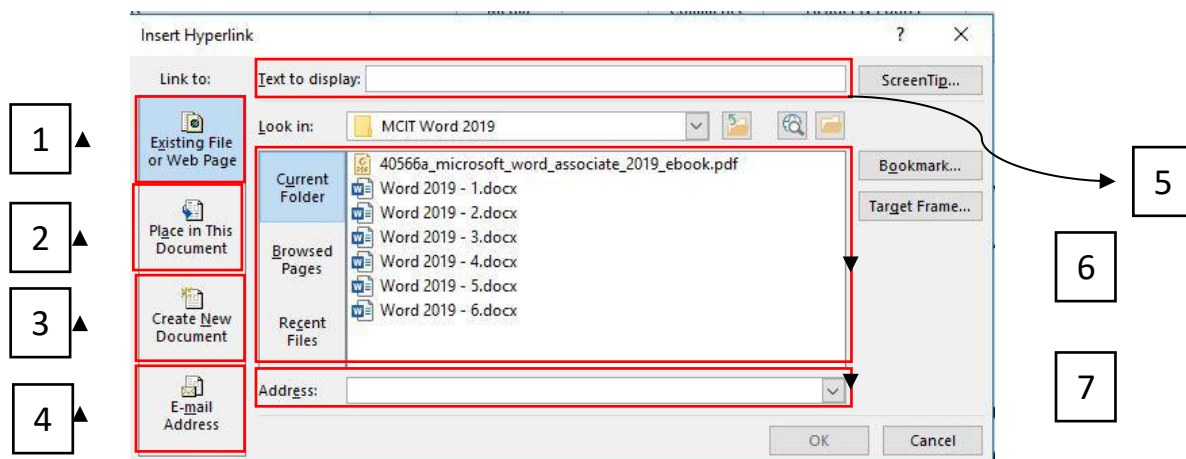 Insert Hyperlink ?
Link to:
Text to display:
ScreenTip...
1
Existing File
or Web Page
Look in: MCIT Word 2019
2
Place in This
Document
3
Create New
Document
4
E-mail
Address
Current
Folder
Browsed
Pages
Recent
Files
40566a_microsoft_word_associate_2019_ebook.pdf
Word 2019 - 1.docx
Word 2019 - 2.docx
Word 2019 - 3.docx
Word 2019 - 4.docx
Word 2019 - 5.docx
Word 2019 - 6.docx
Bookmark...
Target Frame...
5
6
7
Address:
OK Cancel